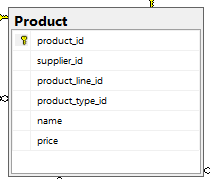 Product
product_id
supplier_id
product_line_id
product_type_id
name
price